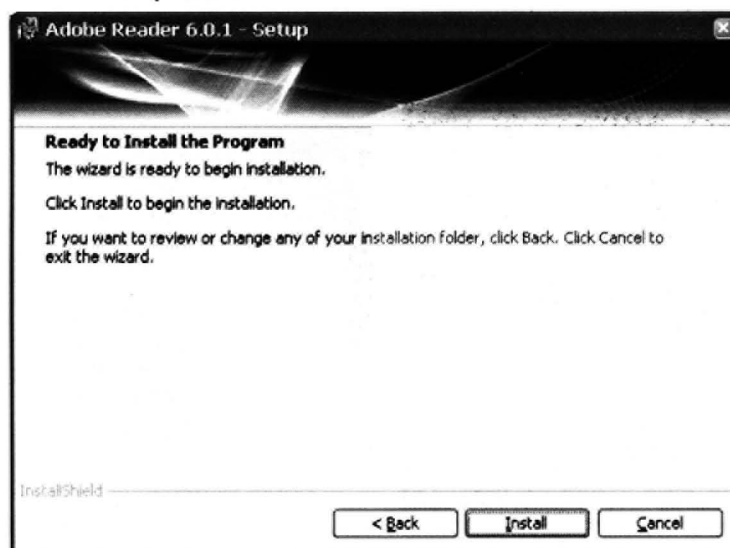 Adobe Reader 6.0.1 - Setup
Ready to Install the Program
The wizard is ready to begin installation.
Click Install to begin the installation.
If you want to review or change any of your installation folder, click Back. Click Cancel to
exit the wizard.
InstallShield
< Back Install Cancel